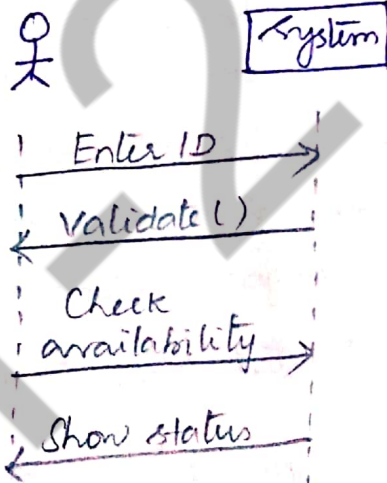 System
Enter ID
Validate()
Check
availability
Show status